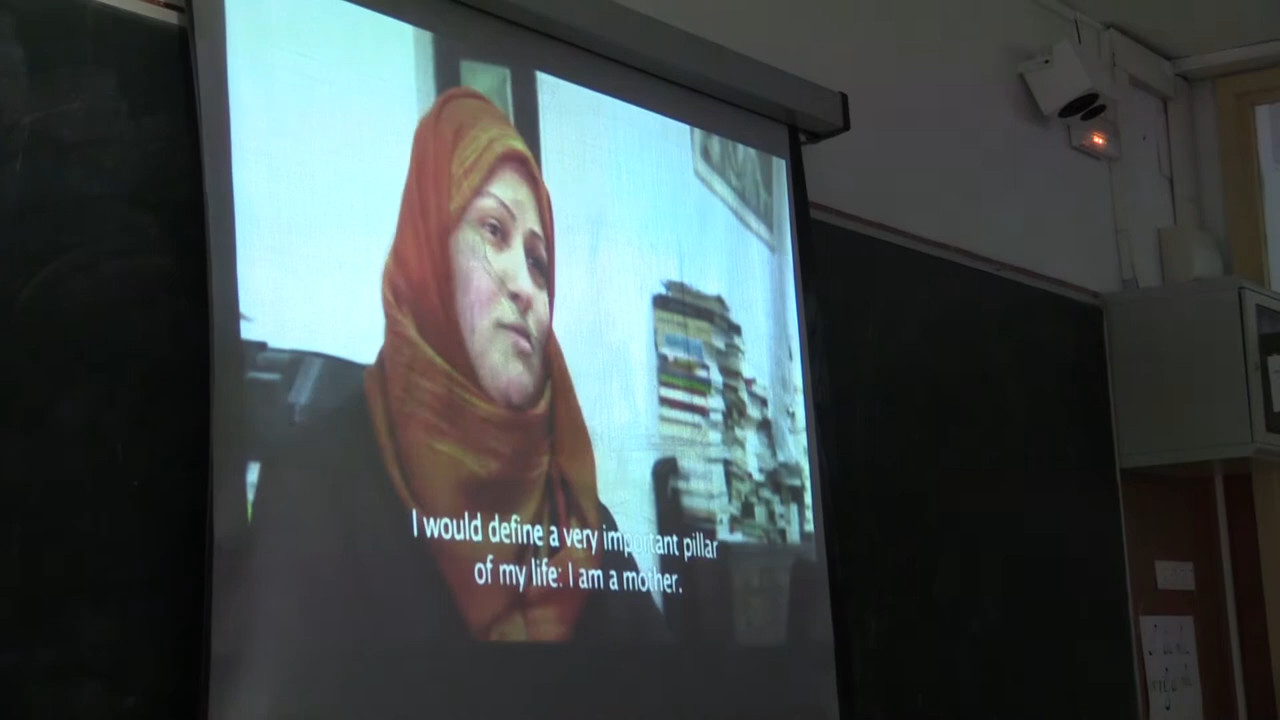 I would define a very important pillar
of my life: I am a mother.